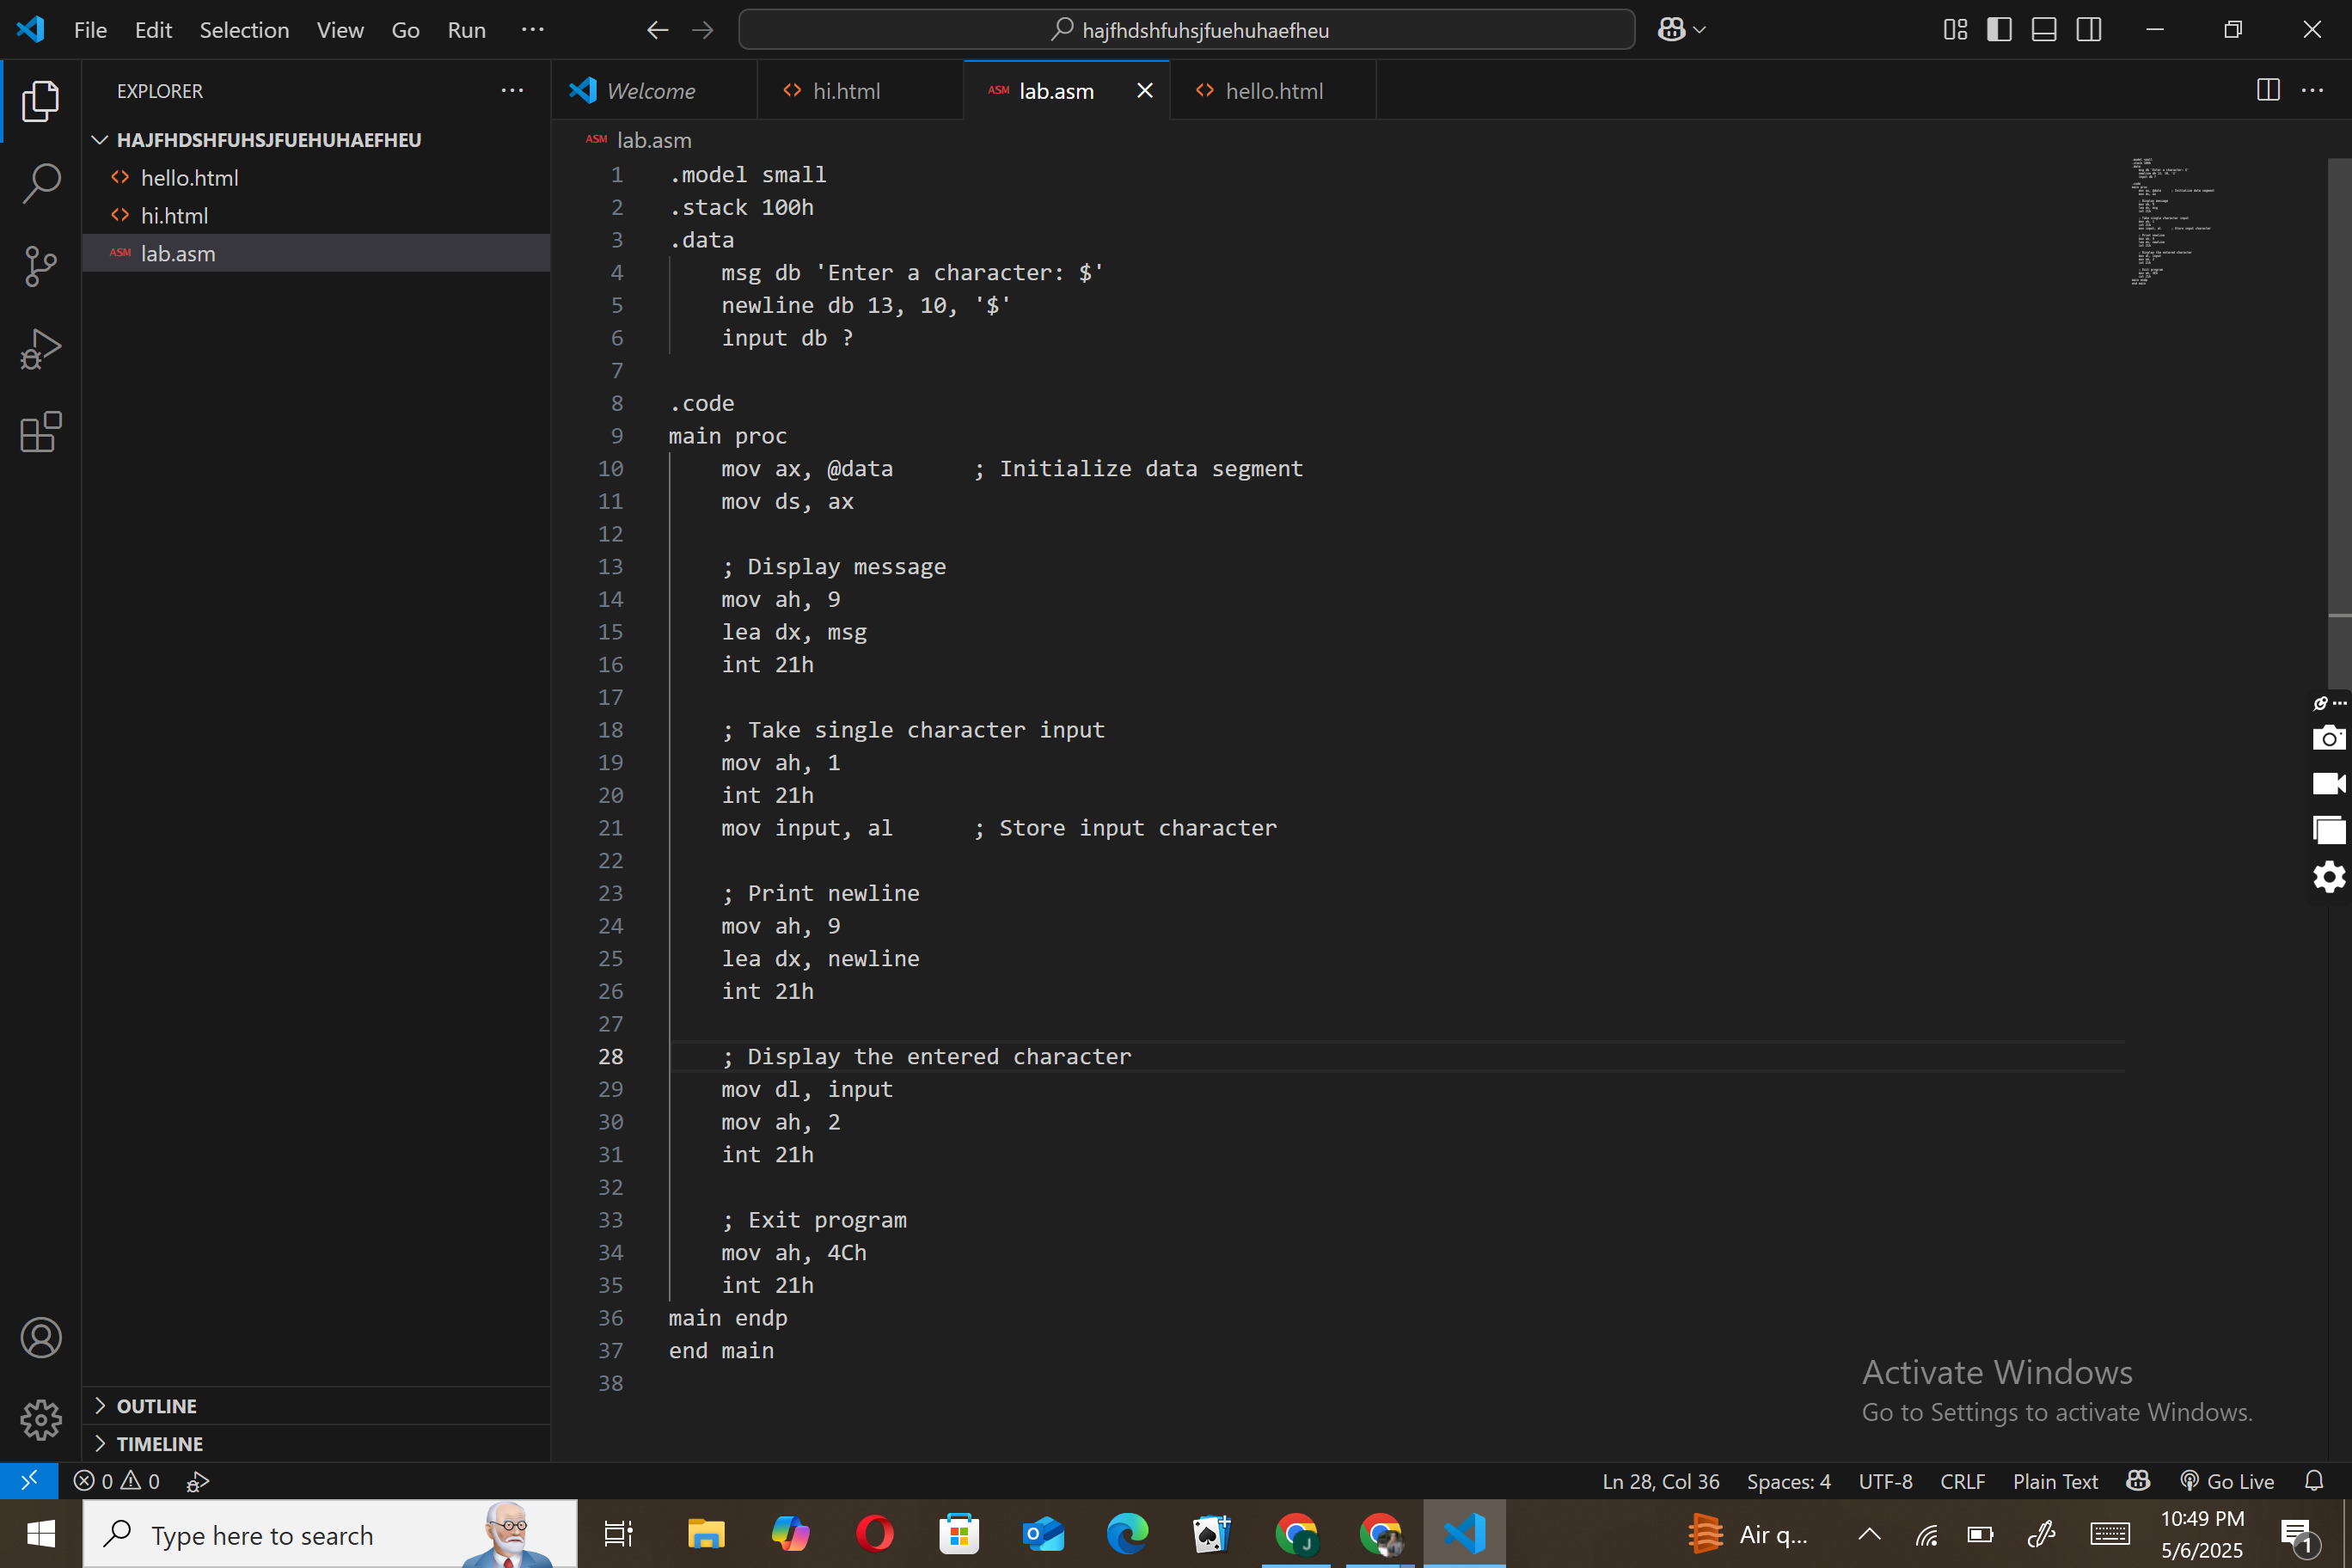 File Edit Selection View Go Run ···
hajfhdshfuhsjfuehuhaefheu
EXPLORER
HAJFHDSHFUHSJFUEHUHAEFHEU
hello.html
hi.html
ASM lab.asm
OUTLINE
TIMELINE
Welcome hi.html ASM lab.asm hello.html
ASM lab.asm
1 .model small
2 .stack 100h
3 .data
4 msg db 'Enter a character: $'
5 newline db 13, 10, '$'
6 input db ?
7
8 .code
9 main proc
10 mov ax, @data ; Initialize data segment
11 mov ds, ax
12
13 ; Display message
14 mov ah, 9
15 lea dx, msg
16 int 21h
17
18 ; Take single character input
19 mov ah, 1
20 int 21h
21 mov input, al ; Store input character
22
23 ; Print newline
24 mov ah, 9
25 lea dx, newline
26 int 21h
27
28 ; Display the entered character
29 mov dl, input
30 mov ah, 2
31 int 21h
32
33 ; Exit program
34 mov ah, 4Ch
35 int 21h
36 main endp
37 end main
38
Activate Windows
Go to Settings to activate Windows.
0 0 Ln 28, Col 36 Spaces: 4 UTF-8 CRLF Plain Text Go Live
Type here to search
J
Air q...
10:49 PM
5/6/2025
1